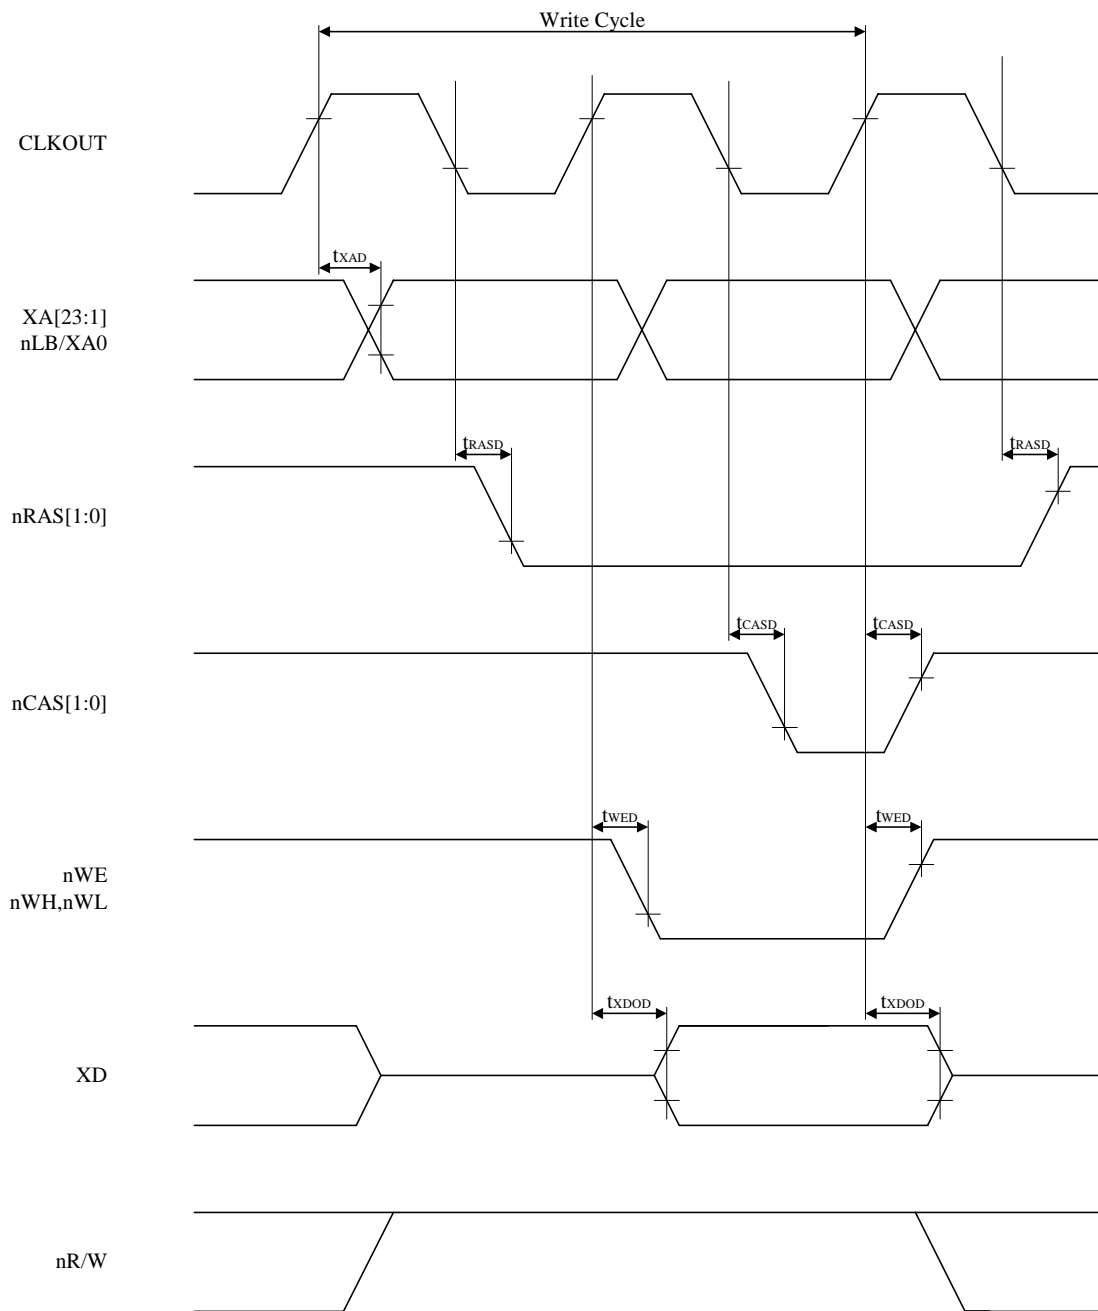 Write Cycle
CLKOUT
tXAD
XA[23:1]
nLB/XA0
tRASD tRASD
nRAS[1:0]
tCASD tCASD
nCAS[1:0]
tWED tWED
nWE
nWH,nWL
tXDOD tXDOD
XD
nR/W